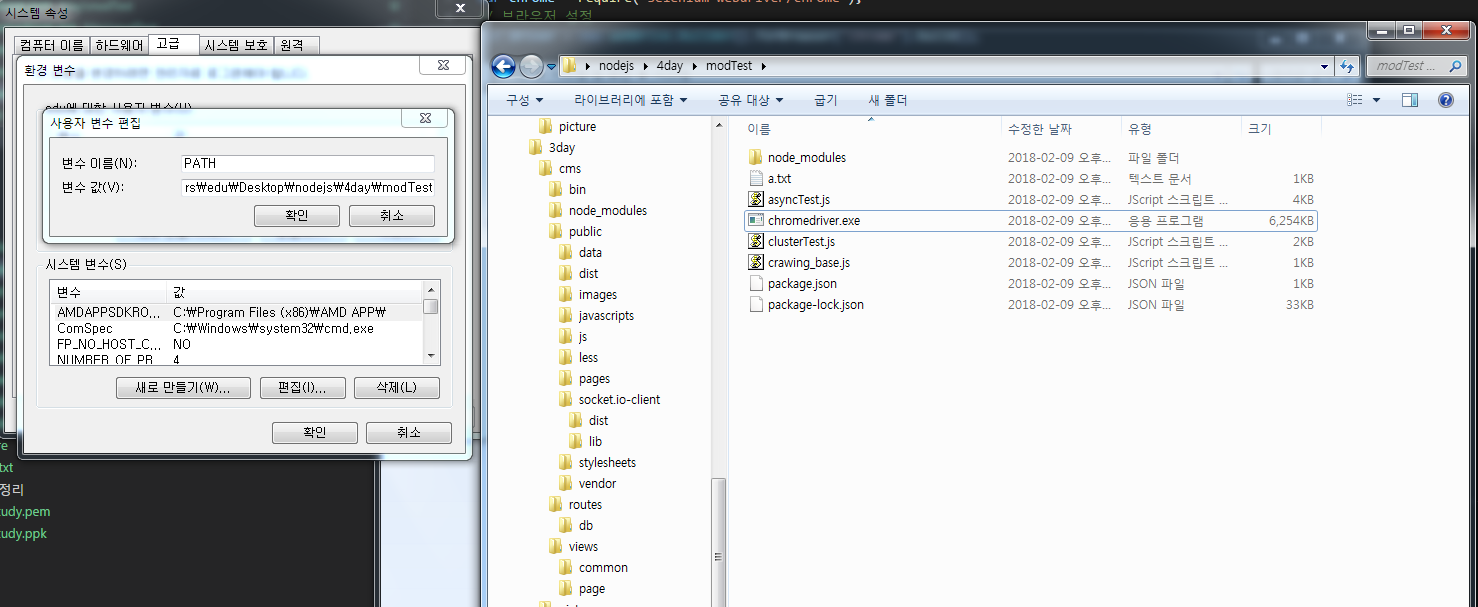 시스템 속성
컴퓨터 이름 하드웨어 고급 시스템 보호 원격
환경 변수
edu에 대한 사용자 변수(U)
사용자 변수 편집
변수 이름(N): PATH
변수 값(V): rs\edu\Desktop\nodejs\4day\modTest
확인 취소
시스템 변수(S)
변수 값
AMDAPPSDKRO... C:\Program Files (x86)\AMD APP\
ComSpec C:\Windows\system32\cmd.exe
FP_NO_HOST_C... NO
NUMBER_OF_PR... 4
새로 만들기(W)... 편집(I)... 삭제(L)
확인 취소
re
txt
정리
tudy.pem
tudy.ppk
// 브라우저 설정
nodejs 4day modTest
modTest ...
구성 라이브러리에 포함 공유 대상 굽기 새 폴더
picture
3day
cms
bin
node_modules
public
data
dist
images
javascripts
js
less
pages
socket.io-client
dist
lib
stylesheets
vendor
routes
db
views
common
page
이름 수정한 날짜 유형 크기
node_modules 2018-02-09 오후... 파일 폴더
a.txt 2018-02-09 오후... 텍스트 문서 1KB
asyncTest.js 2018-02-09 오후... JScript 스크립트 ... 4KB
chromedriver.exe 2018-02-09 오후... 응용 프로그램 6,254KB
clusterTest.js 2018-02-09 오후... JScript 스크립트 ... 2KB
crawing_base.js 2018-02-09 오후... JScript 스크립트 ... 1KB
package.json 2018-02-09 오후... JSON 파일 1KB
package-lock.json 2018-02-09 오후... JSON 파일 33KB